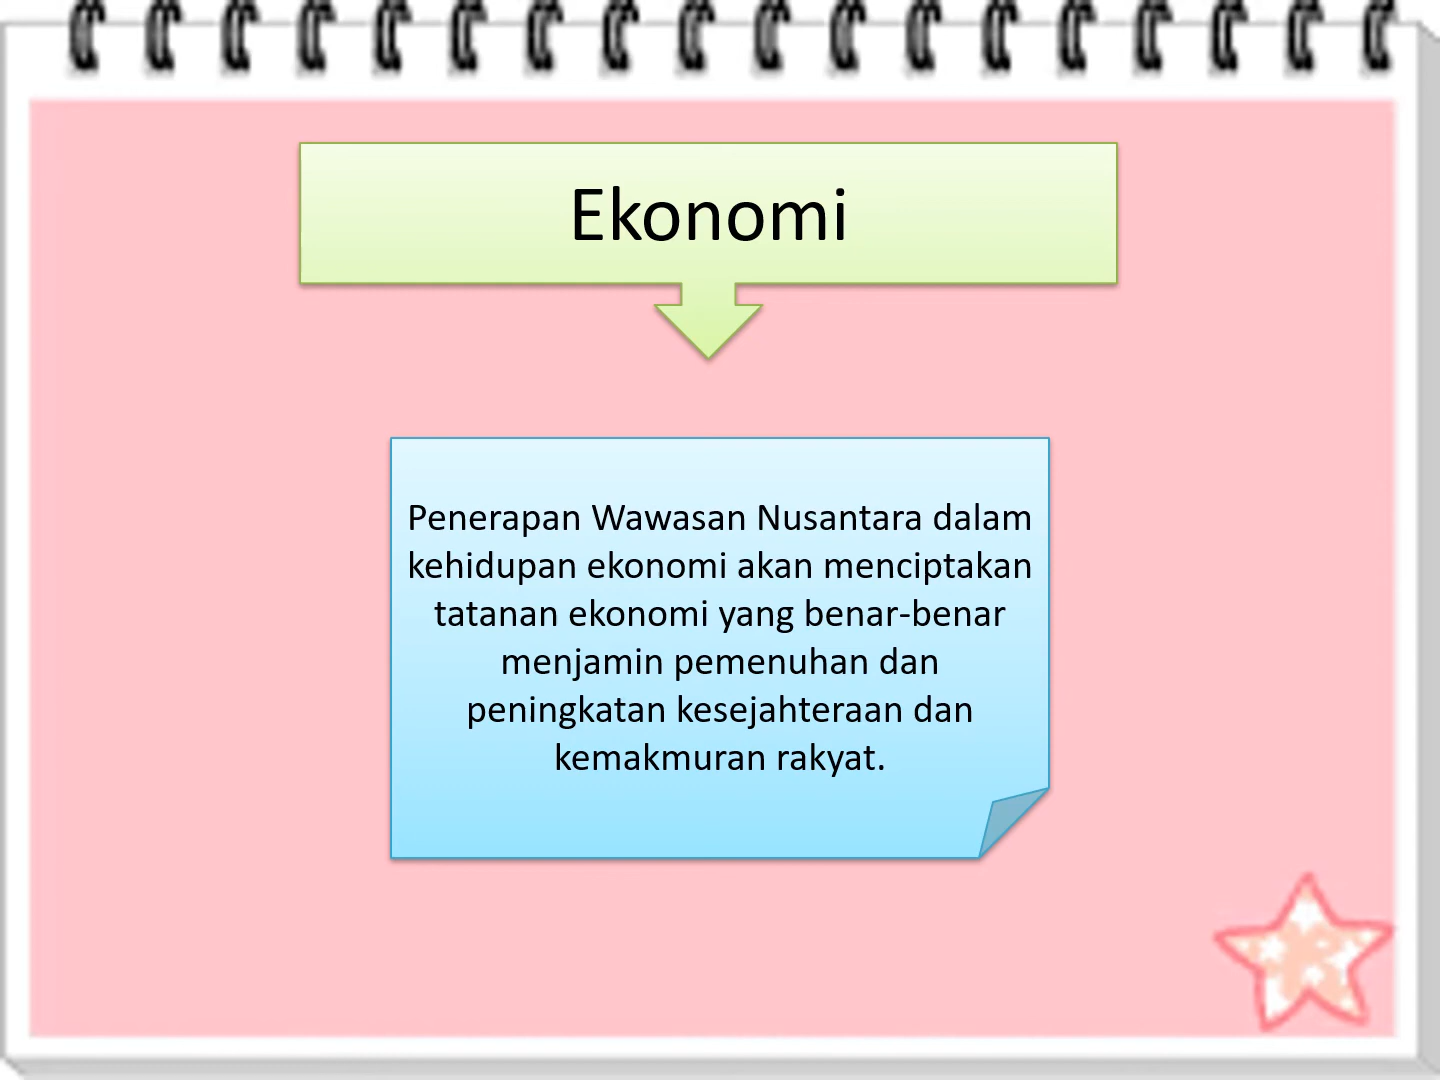 Ekonomi
Penerapan Wawasan Nusantara dalam
kehidupan ekonomi akan menciptakan
tatanan ekonomi yang benar-benar
menjamin pemenuhan dan
peningkatan kesejahteraan dan
kemakmuran rakyat.